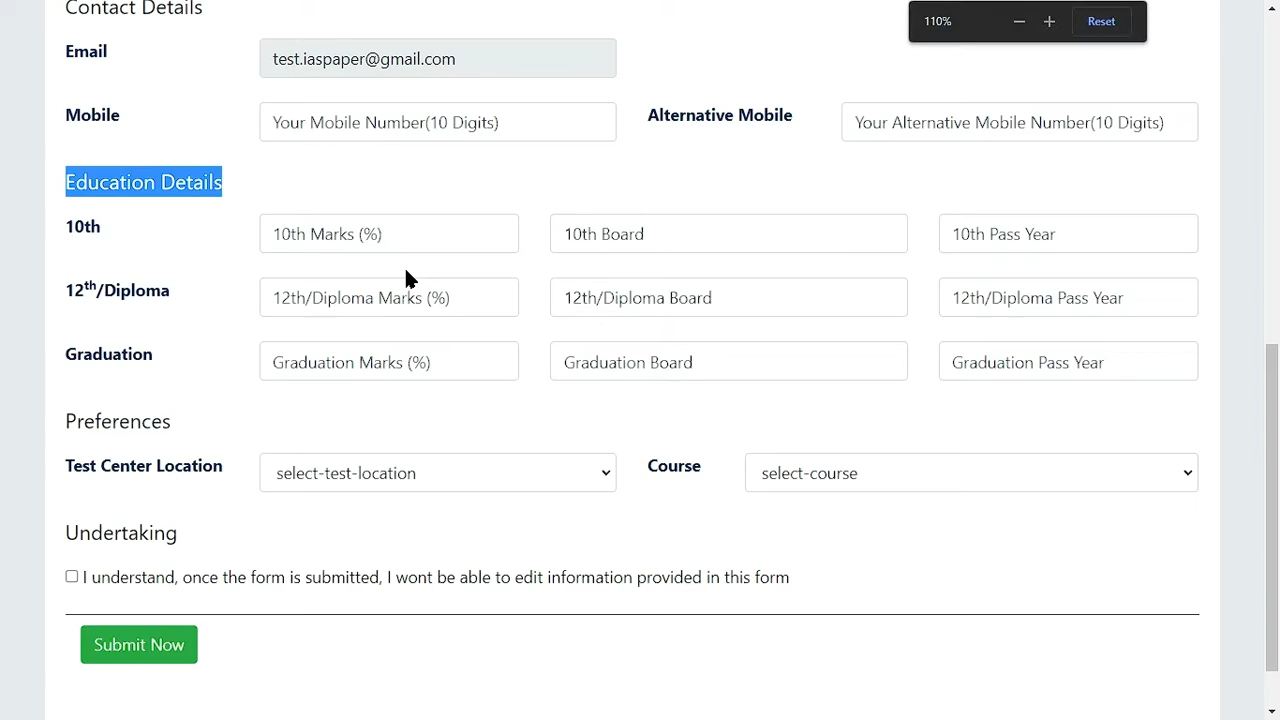 Contact Details
110%
Reset
Email
test.iaspaper@gmail.com
Mobile
Your Mobile Number(10 Digits)
Alternative Mobile
Your Alternative Mobile Number(10 Digits)
Education Details
10th
10th Marks (%)
10th Board
10th Pass Year
12th/Diploma
12th/Diploma Marks (%)
12th/Diploma Board
12th/Diploma Pass Year
Graduation
Graduation Marks (%)
Graduation Board
Graduation Pass Year
Preferences
Test Center Location
select-test-location
Course
select-course
Undertaking
I understand, once the form is submitted, I wont be able to edit information provided in this form
Submit Now